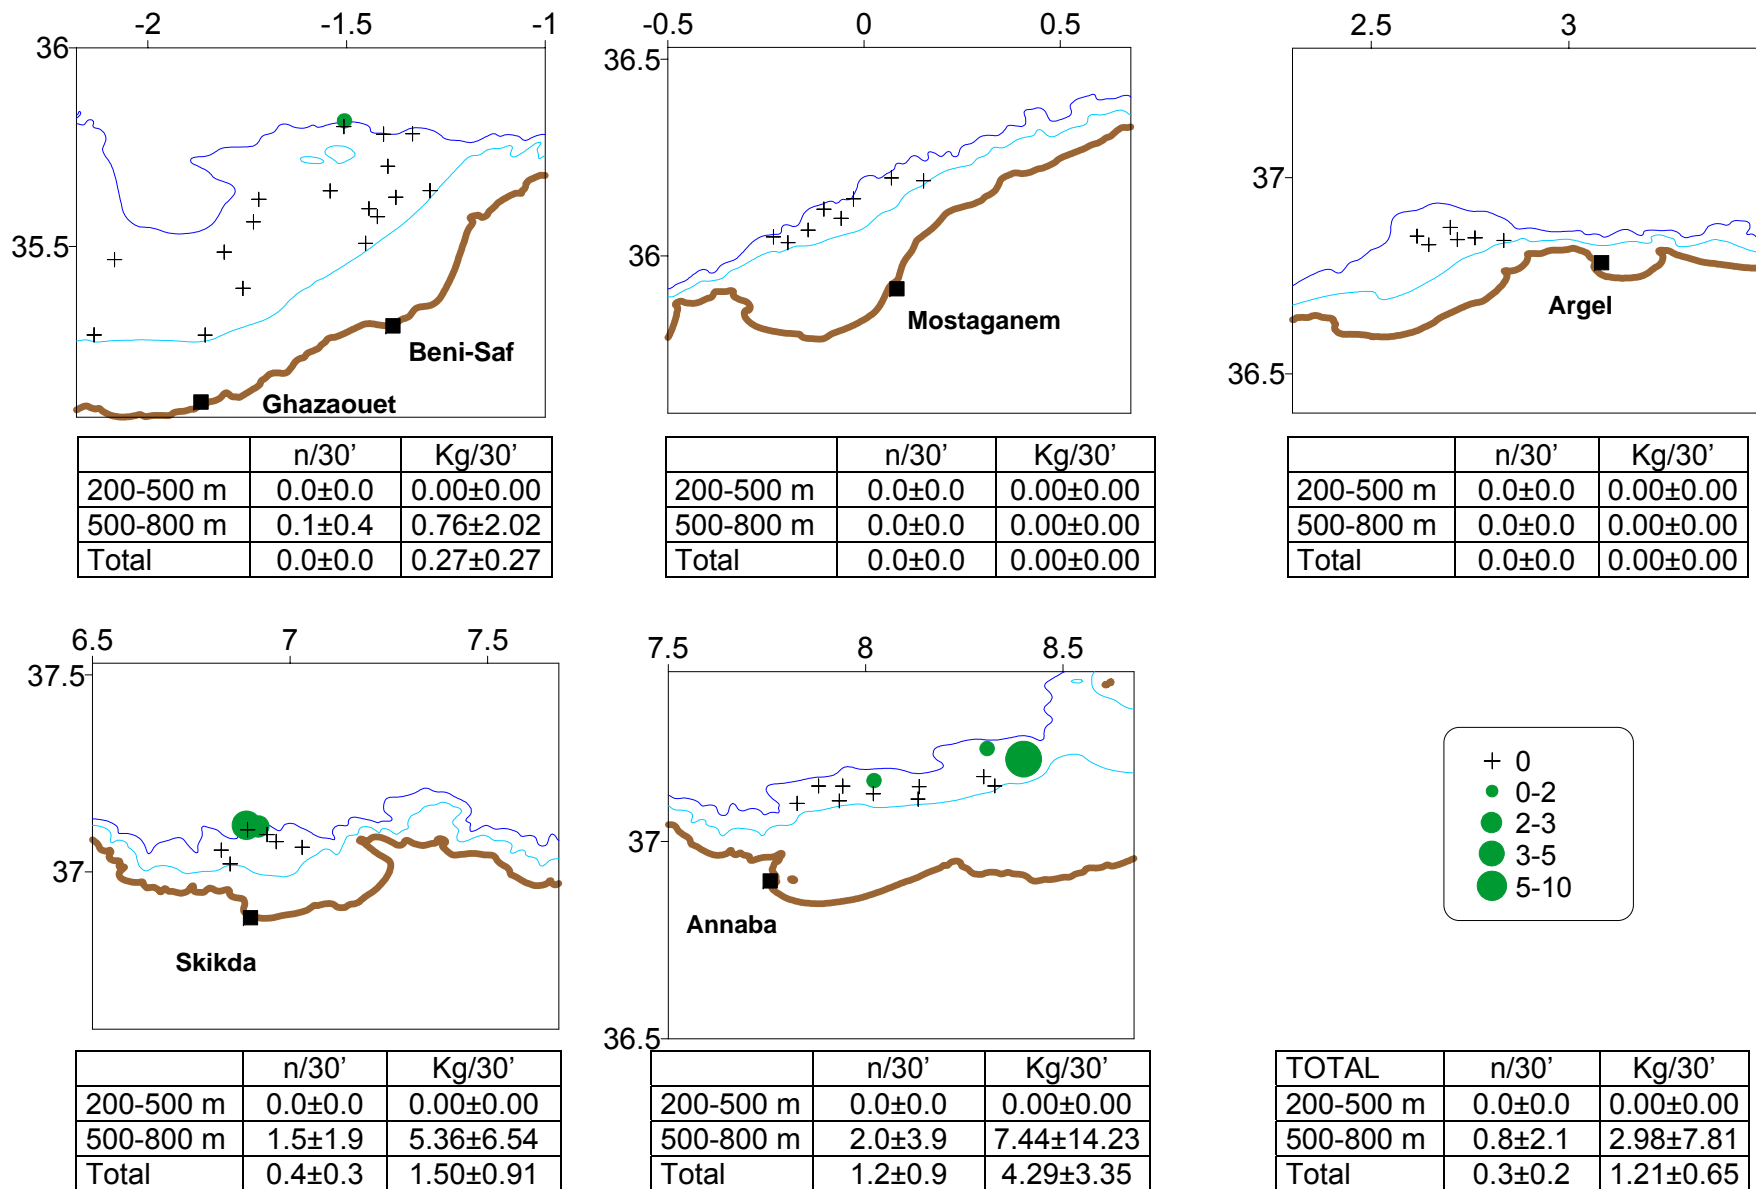 -2 -1.5 -1
36
35.5
Beni-Saf
Ghazaouet
n/30’ Kg/30’
200-500 m 0.0±0.0 0.00±0.00
500-800 m 0.1±0.4 0.76±2.02
Total 0.0±0.0 0.27±0.27
-0.5 0 0.5
36.5
36
Mostaganem
n/30’ Kg/30’
200-500 m 0.0±0.0 0.00±0.00
500-800 m 0.0±0.0 0.00±0.00
Total 0.0±0.0 0.00±0.00
2.5 3
37
36.5
Argel
n/30’ Kg/30’
200-500 m 0.0±0.0 0.00±0.00
500-800 m 0.0±0.0 0.00±0.00
Total 0.0±0.0 0.00±0.00
6.5 7 7.5
37.5
37
Skikda
n/30’ Kg/30’
200-500 m 0.0±0.0 0.00±0.00
500-800 m 1.5±1.9 5.36±6.54
Total 0.4±0.3 1.50±0.91
7.5 8 8.5
37
36.5
Annaba
n/30’ Kg/30’
200-500 m 0.0±0.0 0.00±0.00
500-800 m 2.0±3.9 7.44±14.23
Total 1.2±0.9 4.29±3.35
0
0-2
2-3
3-5
5-10
TOTAL n/30’ Kg/30’
200-500 m 0.0±0.0 0.00±0.00
500-800 m 0.8±2.1 2.98±7.81
Total 0.3±0.2 1.21±0.65